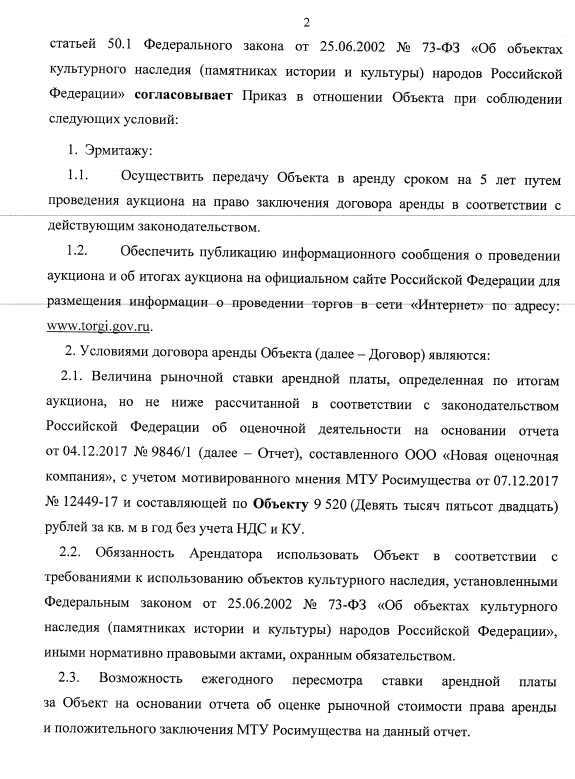 2
статьей 50.1 Федерального закона от 25.06.2002 № 73-ФЗ «Об объектах
культурного наследия (памятниках истории и культуры) народов Российской
Федерации» согласовывает Приказ в отношении Объекта при соблюдении
следующих условий:
1. Эрмитажу:
1.1. Осуществить передачу Объекта в аренду сроком на 5 лет путем
проведения аукциона на право заключения договора аренды в соответствии с
действующим законодательством.
1.2. Обеспечить публикацию информационного сообщения о проведении
аукциона и об итогах аукциона на официальном сайте Российской Федерации для
размещения информации о проведении торгов в сети «Интернет» по адресу:
www.torgi.gov.ru.
2. Условиями договора аренды Объекта (далее – Договор) являются:
2.1. Величина рыночной ставки арендной платы, определенная по итогам
аукциона, но не ниже рассчитанной в соответствии с законодательством
Российской Федерации об оценочной деятельности на основании отчета
от 04.12.2017 № 9846/1 (далее – Отчет), составленного ООО «Новая оценочная
компания», с учетом мотивированного мнения МТУ Росимущества от 07.12.2017
№ 12449-17 и составляющей по Объекту 9 520 (Девять тысяч пятьсот двадцать)
рублей за кв. м в год без учета НДС и КУ.
2.2. Обязанность Арендатора использовать Объект в соответствии с
требованиями к использованию объектов культурного наследия, установленными
Федеральным законом от 25.06.2002 № 73-ФЗ «Об объектах культурного
наследия (памятниках истории и культуры) народов Российской Федерации»,
иными нормативно правовыми актами, охранным обязательством.
2.3. Возможность ежегодного пересмотра ставки арендной платы
за Объект на основании отчета об оценке рыночной стоимости права аренды
и положительного заключения МТУ Росимущества на данный отчет.